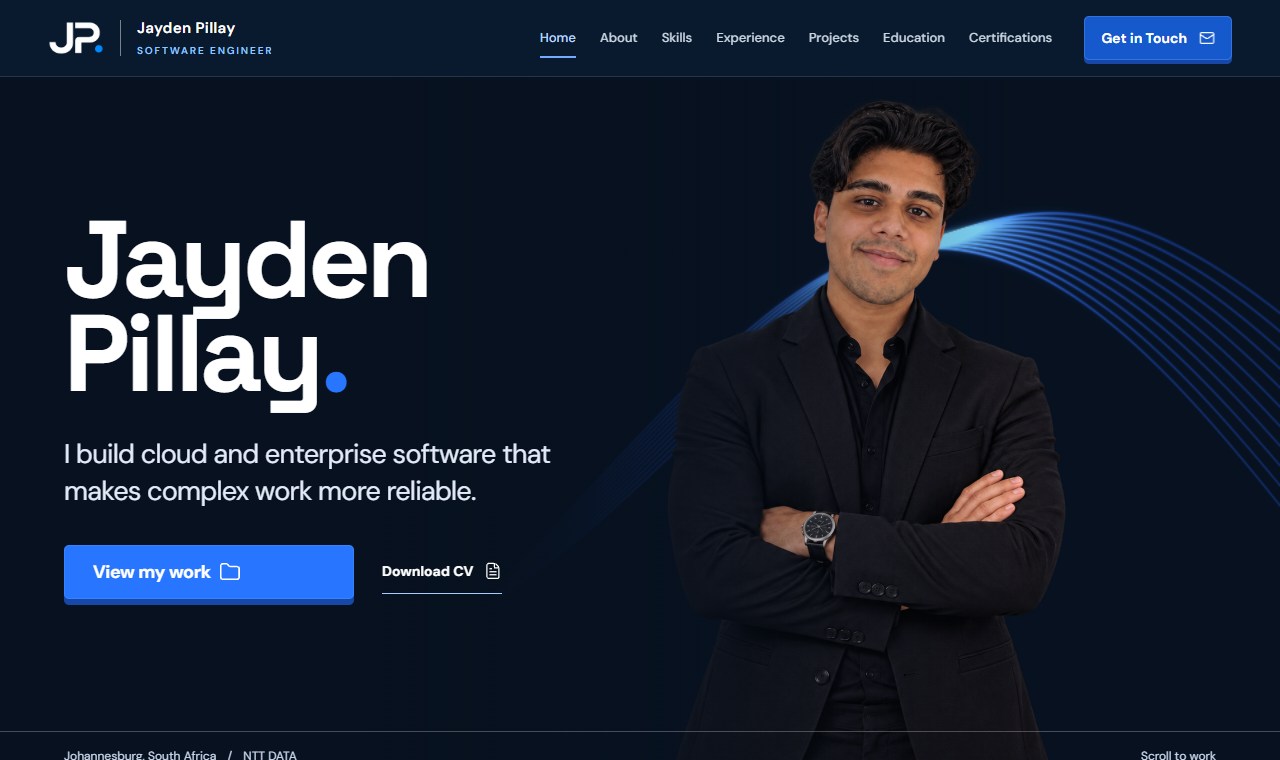 JP.
Jayden Pillay
SOFTWARE ENGINEER
Home
About
Skills
Experience
Projects
Education
Certifications
Get in Touch
Jayden
Pillay.
I build cloud and enterprise software that
makes complex work more reliable.
View my work
Download CV
Johannesburg, South Africa / NTT DATA
Scroll to work